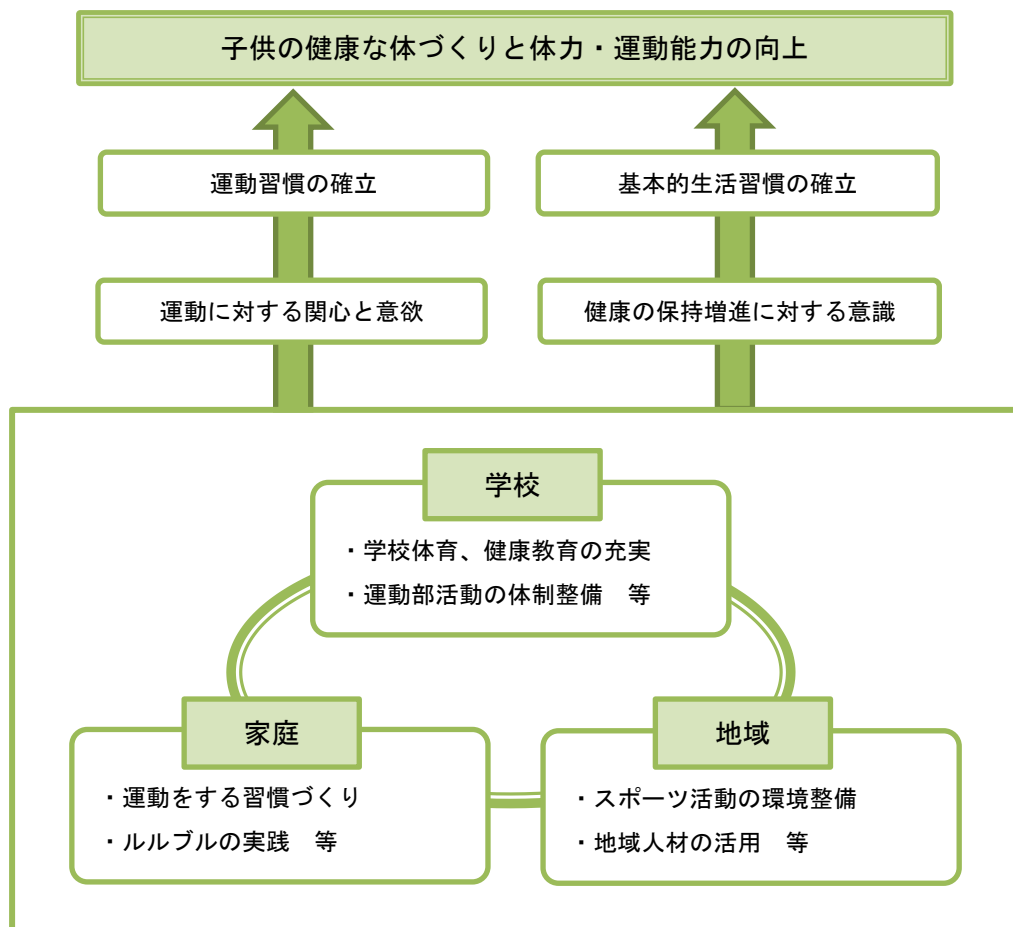 子供の健康な体づくりと体力・運動能力の向上
運動習慣の確立
基本的生活習慣の確立
運動に対する関心と意欲
健康の保持増進に対する意識
学校
・学校体育、健康教育の充実
・運動部活動の体制整備　等
家庭
・運動をする習慣づくり
・ルルブルの実践　等
地域
・スポーツ活動の環境整備
・地域人材の活用　等